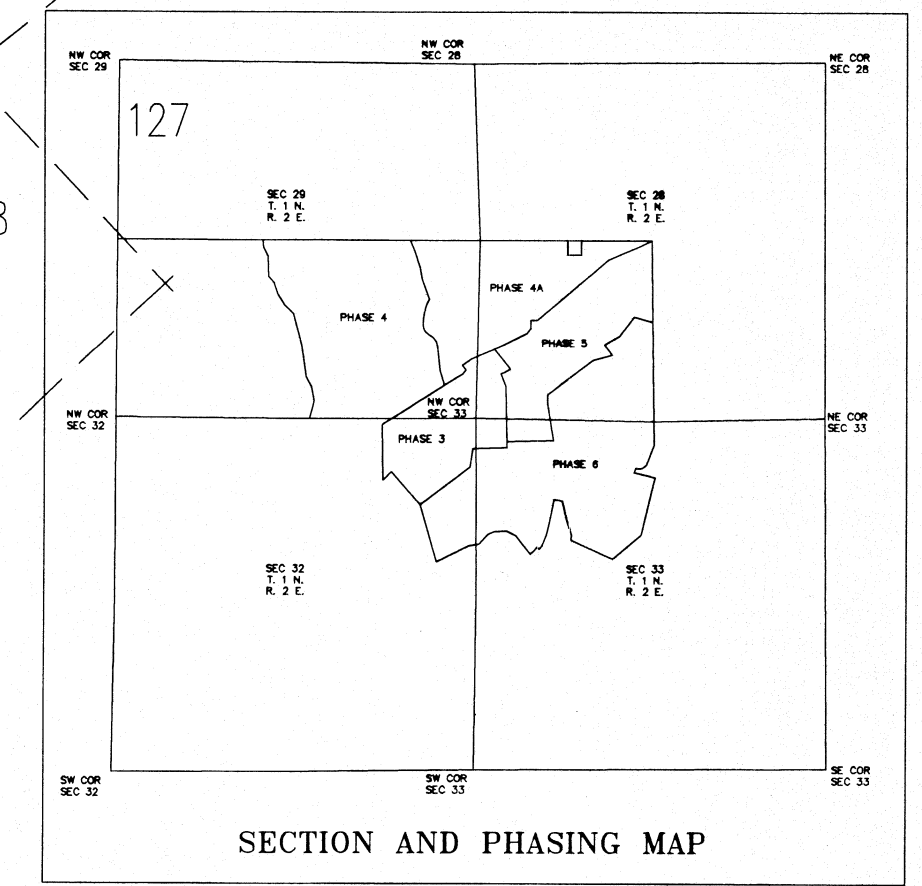 NW COR
SEC 29
NW COR
SEC 28
NE COR
SEC 28
127
SEC 29
T. 1 N.
R. 2 E.
SEC 28
T. 1 N.
R. 2 E.
PHASE 4A
PHASE 4
PHASE 5
NW COR
SEC 32
NW COR
SEC 33
NE COR
SEC 33
PHASE 3
PHASE 6
SEC 32
T. 1 N.
R. 2 E.
SEC 33
T. 1 N.
R. 2 E.
SW COR
SEC 32
SW COR
SEC 33
SE COR
SEC 33
SECTION AND PHASING MAP